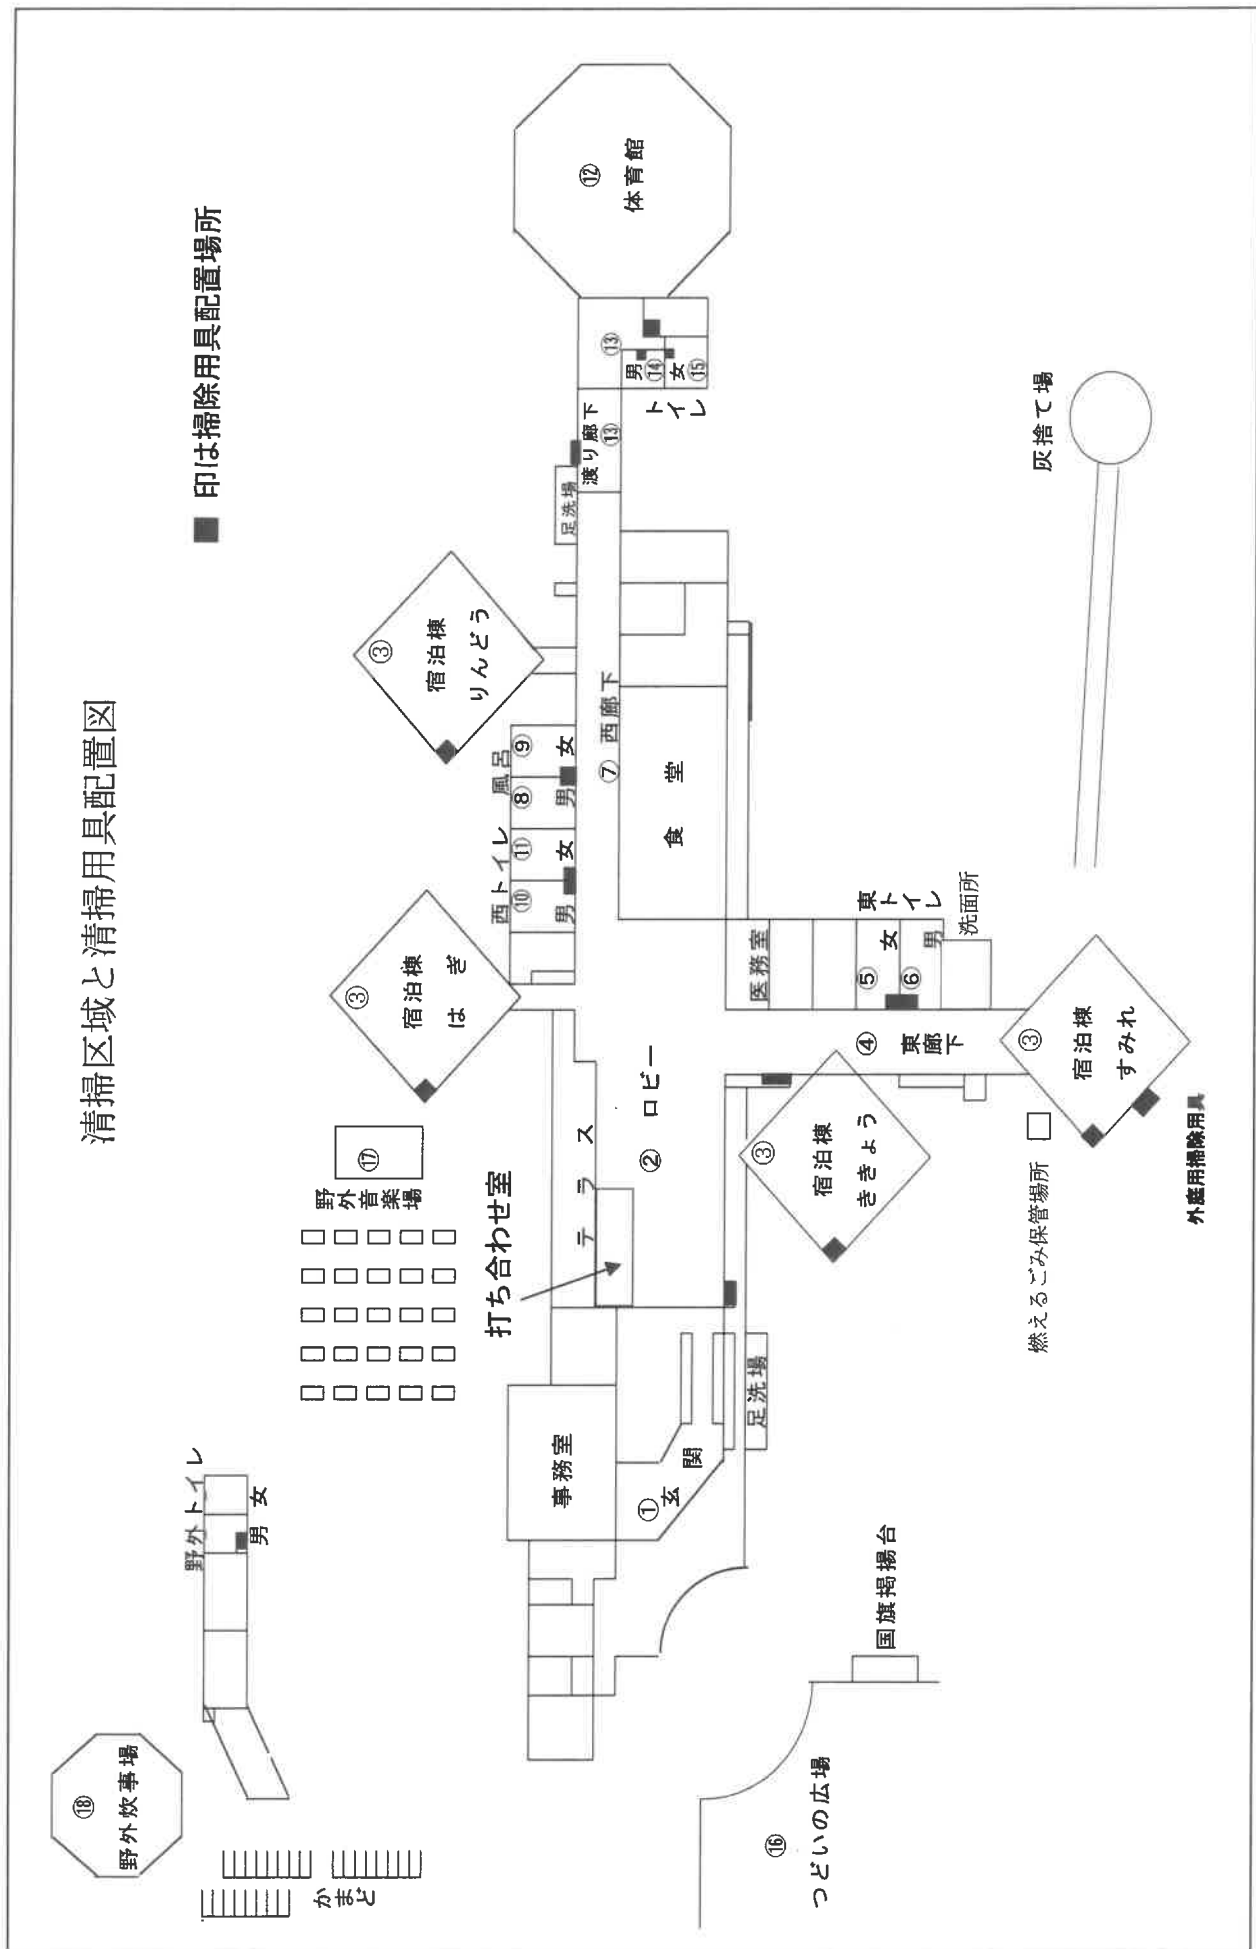 清掃区域と清掃用具配置図
■ 印は掃除用具配置場所
⑱
野外炊事場
かまど
野外トイレ
男 女
野外音楽場
⑰
打ち合わせ室
テラス
事務室
①
玄関
足洗場
② ロビー
③
宿泊棟
はぎ
③
宿泊棟
りんどう
西トイレ
⑩ ⑪
男 女
風呂
⑧ ⑨
男 女
⑦ 西廊下
食堂
足洗場
渡り廊下
⑬
⑬
男
⑭
女
⑮
トイレ
⑫
体育館
医務室
東トイレ
⑤ 女
⑥ 男
洗面所
④ 東廊下
③
宿泊棟
ききょう
③
宿泊棟
すみれ
燃えるごみ保管場所
外庭用掃除用具
灰捨て場
国旗掲揚台
⑯
つどいの広場